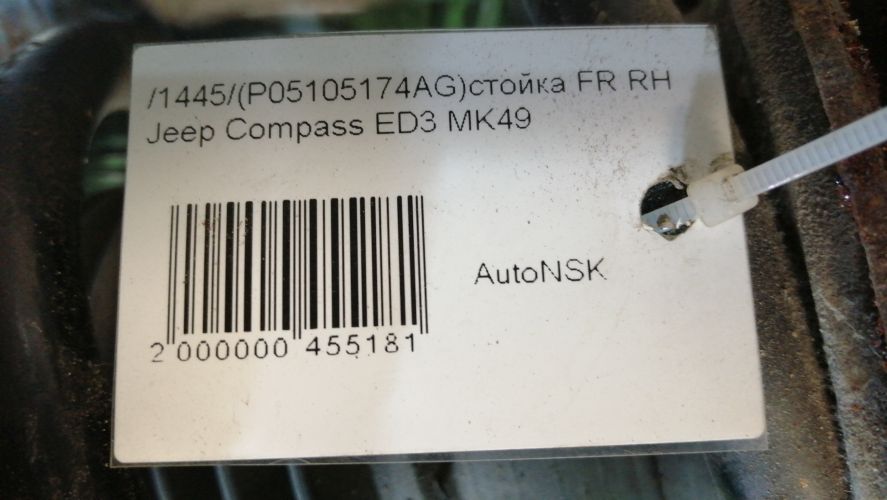 /1445/(P05105174AG)стойка FR RH
Jeep Compass ED3 MK49
AutoNSK
2 000000 455181